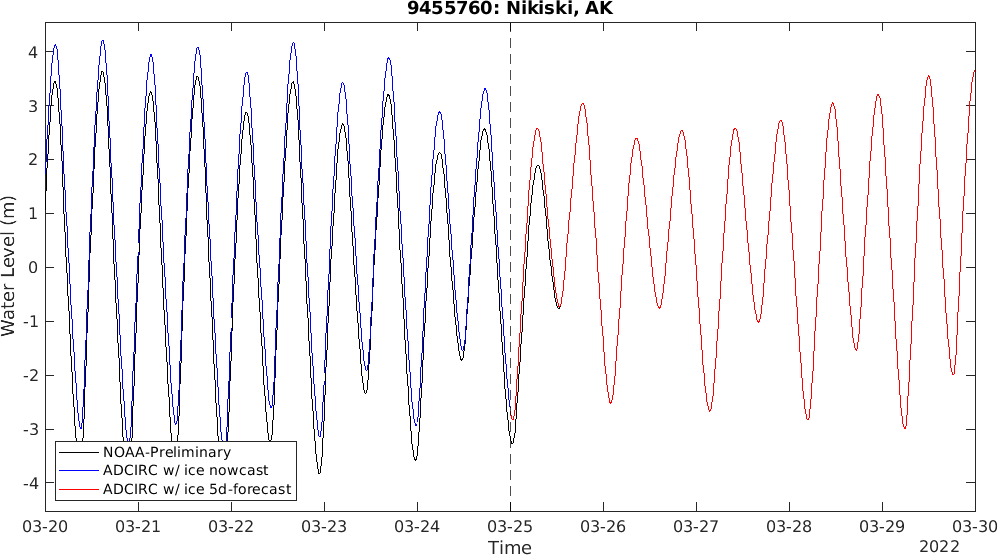 9455760: Nikiski, AK
Water Level (m)
4
3
2
1
0
-1
-2
-3
-4
NOAA-Preliminary
ADCIRC w/ ice nowcast
ADCIRC w/ ice 5d-forecast
03-20 03-21 03-22 03-23 03-24 03-25 03-26 03-27 03-28 03-29 03-30
Time
2022